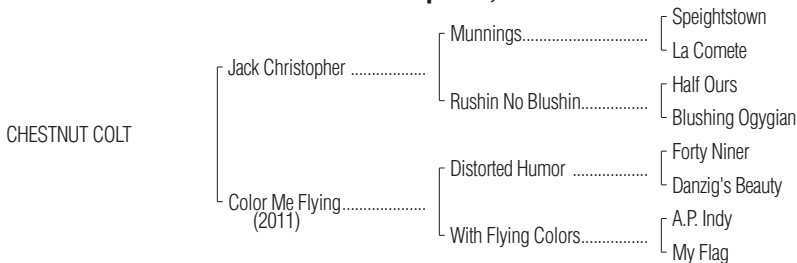 Speightstown
Munnings.............................
La Comete
Jack Christopher ..................
Half Ours
Rushin No Blushin................
Blushing Ogygian
CHESTNUT COLT
Forty Niner
Distorted Humor ..................
Danzig's Beauty
Color Me Flying....................
(2011)
A.P. Indy
With Flying Colors................
My Flag